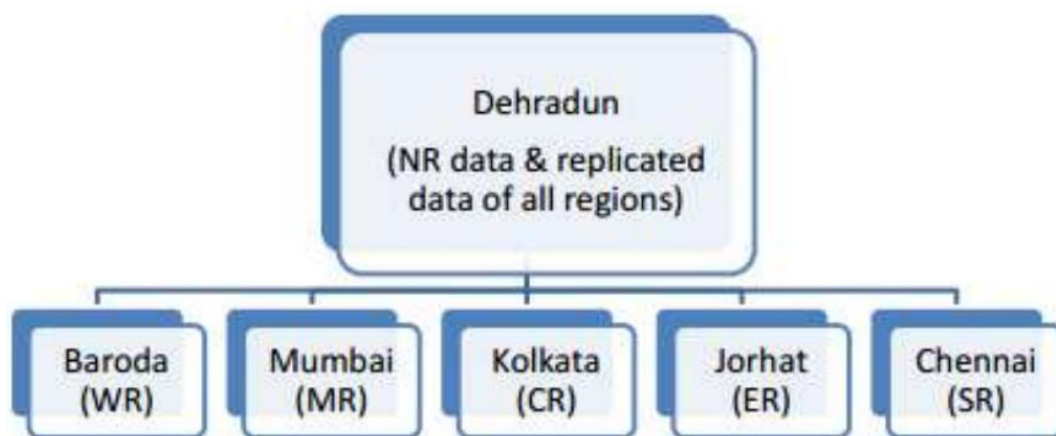 Dehradun
(NR data & replicated
data of all regions)
Baroda
(WR)
Mumbai
(MR)
Kolkata
(CR)
Jorhat
(ER)
Chennai
(SR)